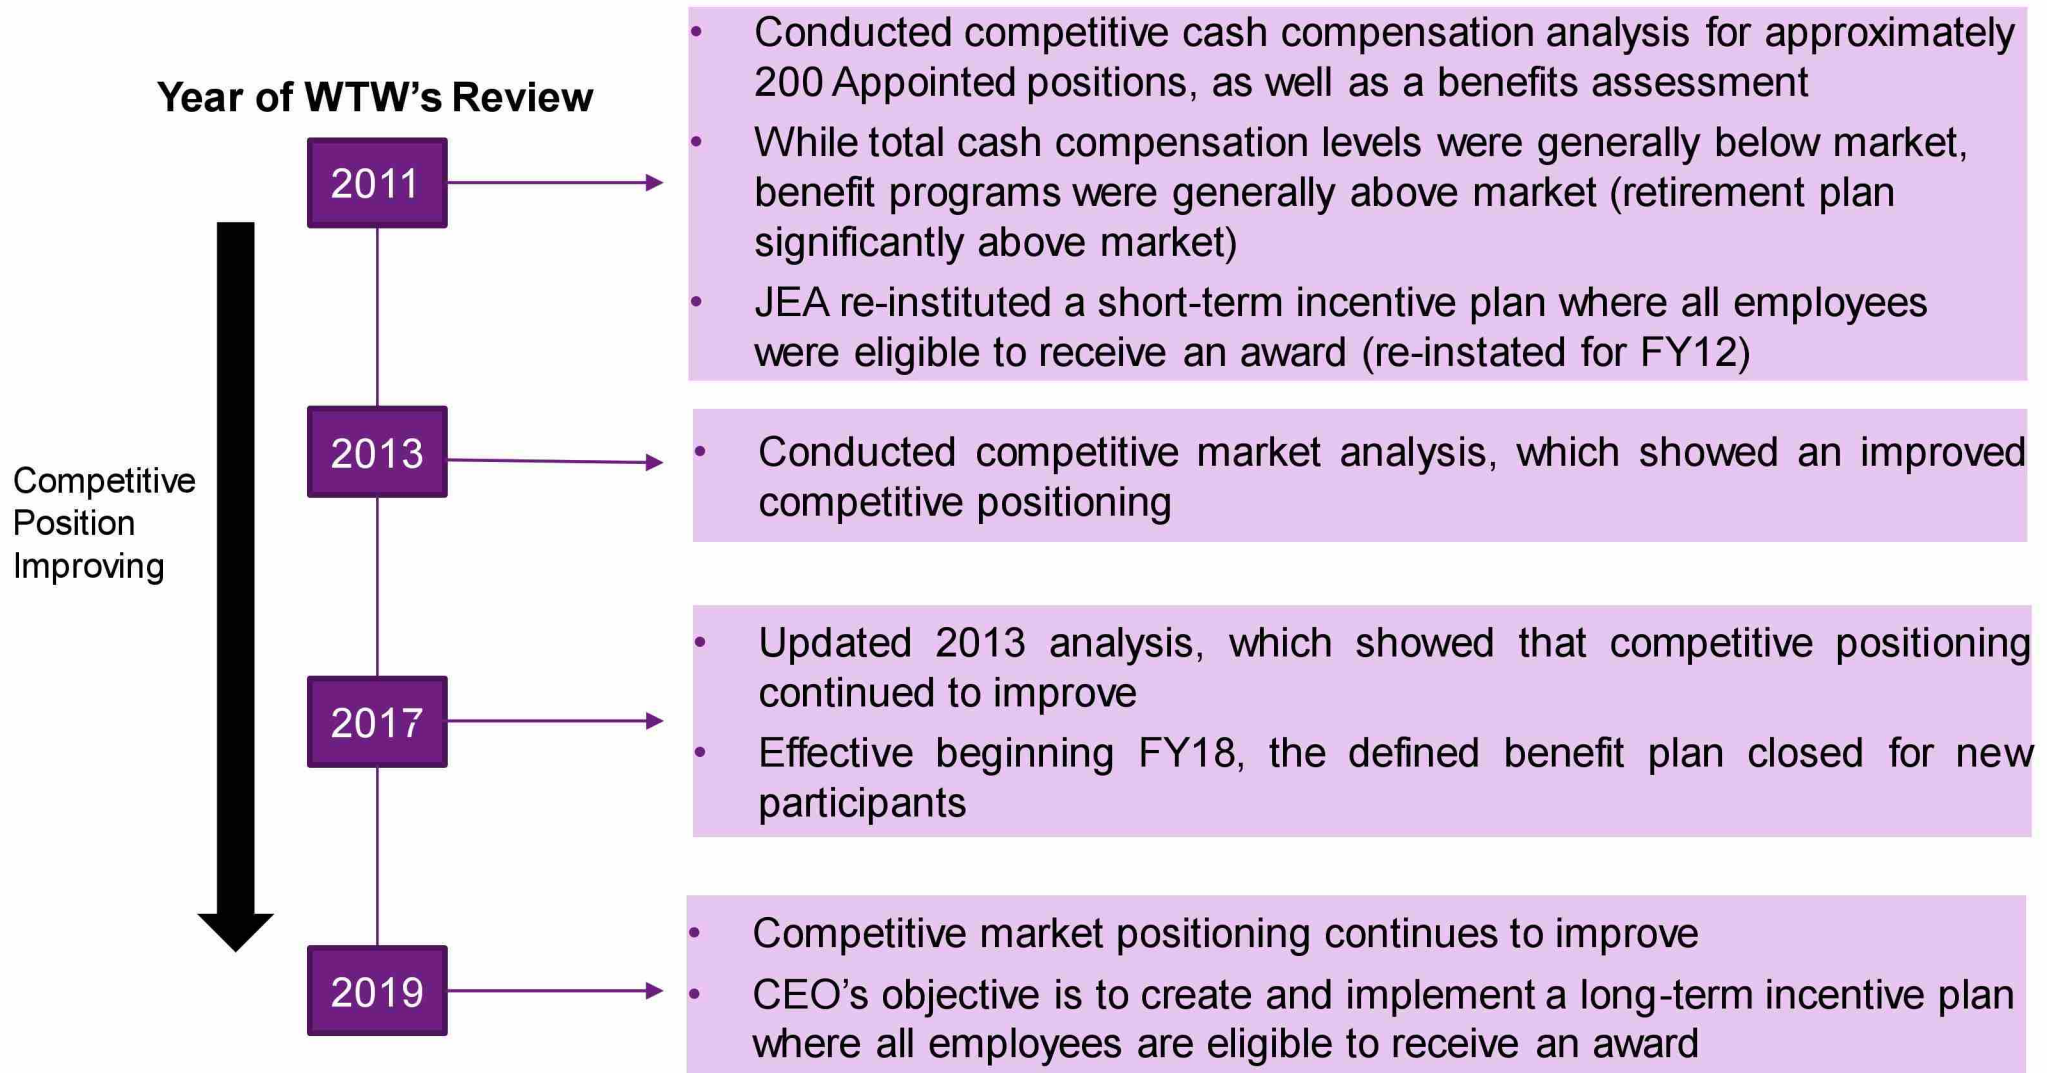 Year of WTW's Review
2011
• Conducted competitive cash compensation analysis for approximately
200 Appointed positions, as well as a benefits assessment
• While total cash compensation levels were generally below market,
benefit programs were generally above market (retirement plan
significantly above market)
• JEA re-instituted a short-term incentive plan where all employees
were eligible to receive an award (re-instated for FY12)
Competitive
Position
Improving
2013
• Conducted competitive market analysis, which showed an improved
competitive positioning
2017
• Updated 2013 analysis, which showed that competitive positioning
continued to improve
• Effective beginning FY18, the defined benefit plan closed for new
participants
2019
• Competitive market positioning continues to improve
• CEO's objective is to create and implement a long-term incentive plan
where all employees are eligible to receive an award